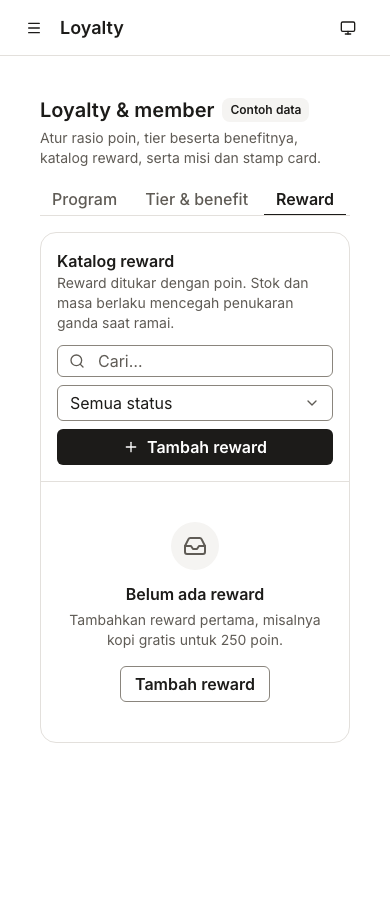 Loyalty
Loyalty & member
Contoh data
Atur rasio poin, tier beserta benefitnya,
katalog reward, serta misi dan stamp card.
Program
Tier & benefit
Reward
Katalog reward
Reward ditukar dengan poin. Stok dan
masa berlaku mencegah penukaran
ganda saat ramai.
Cari...
Semua status
Tambah reward
Belum ada reward
Tambahkan reward pertama, misalnya
kopi gratis untuk 250 poin.
Tambah reward